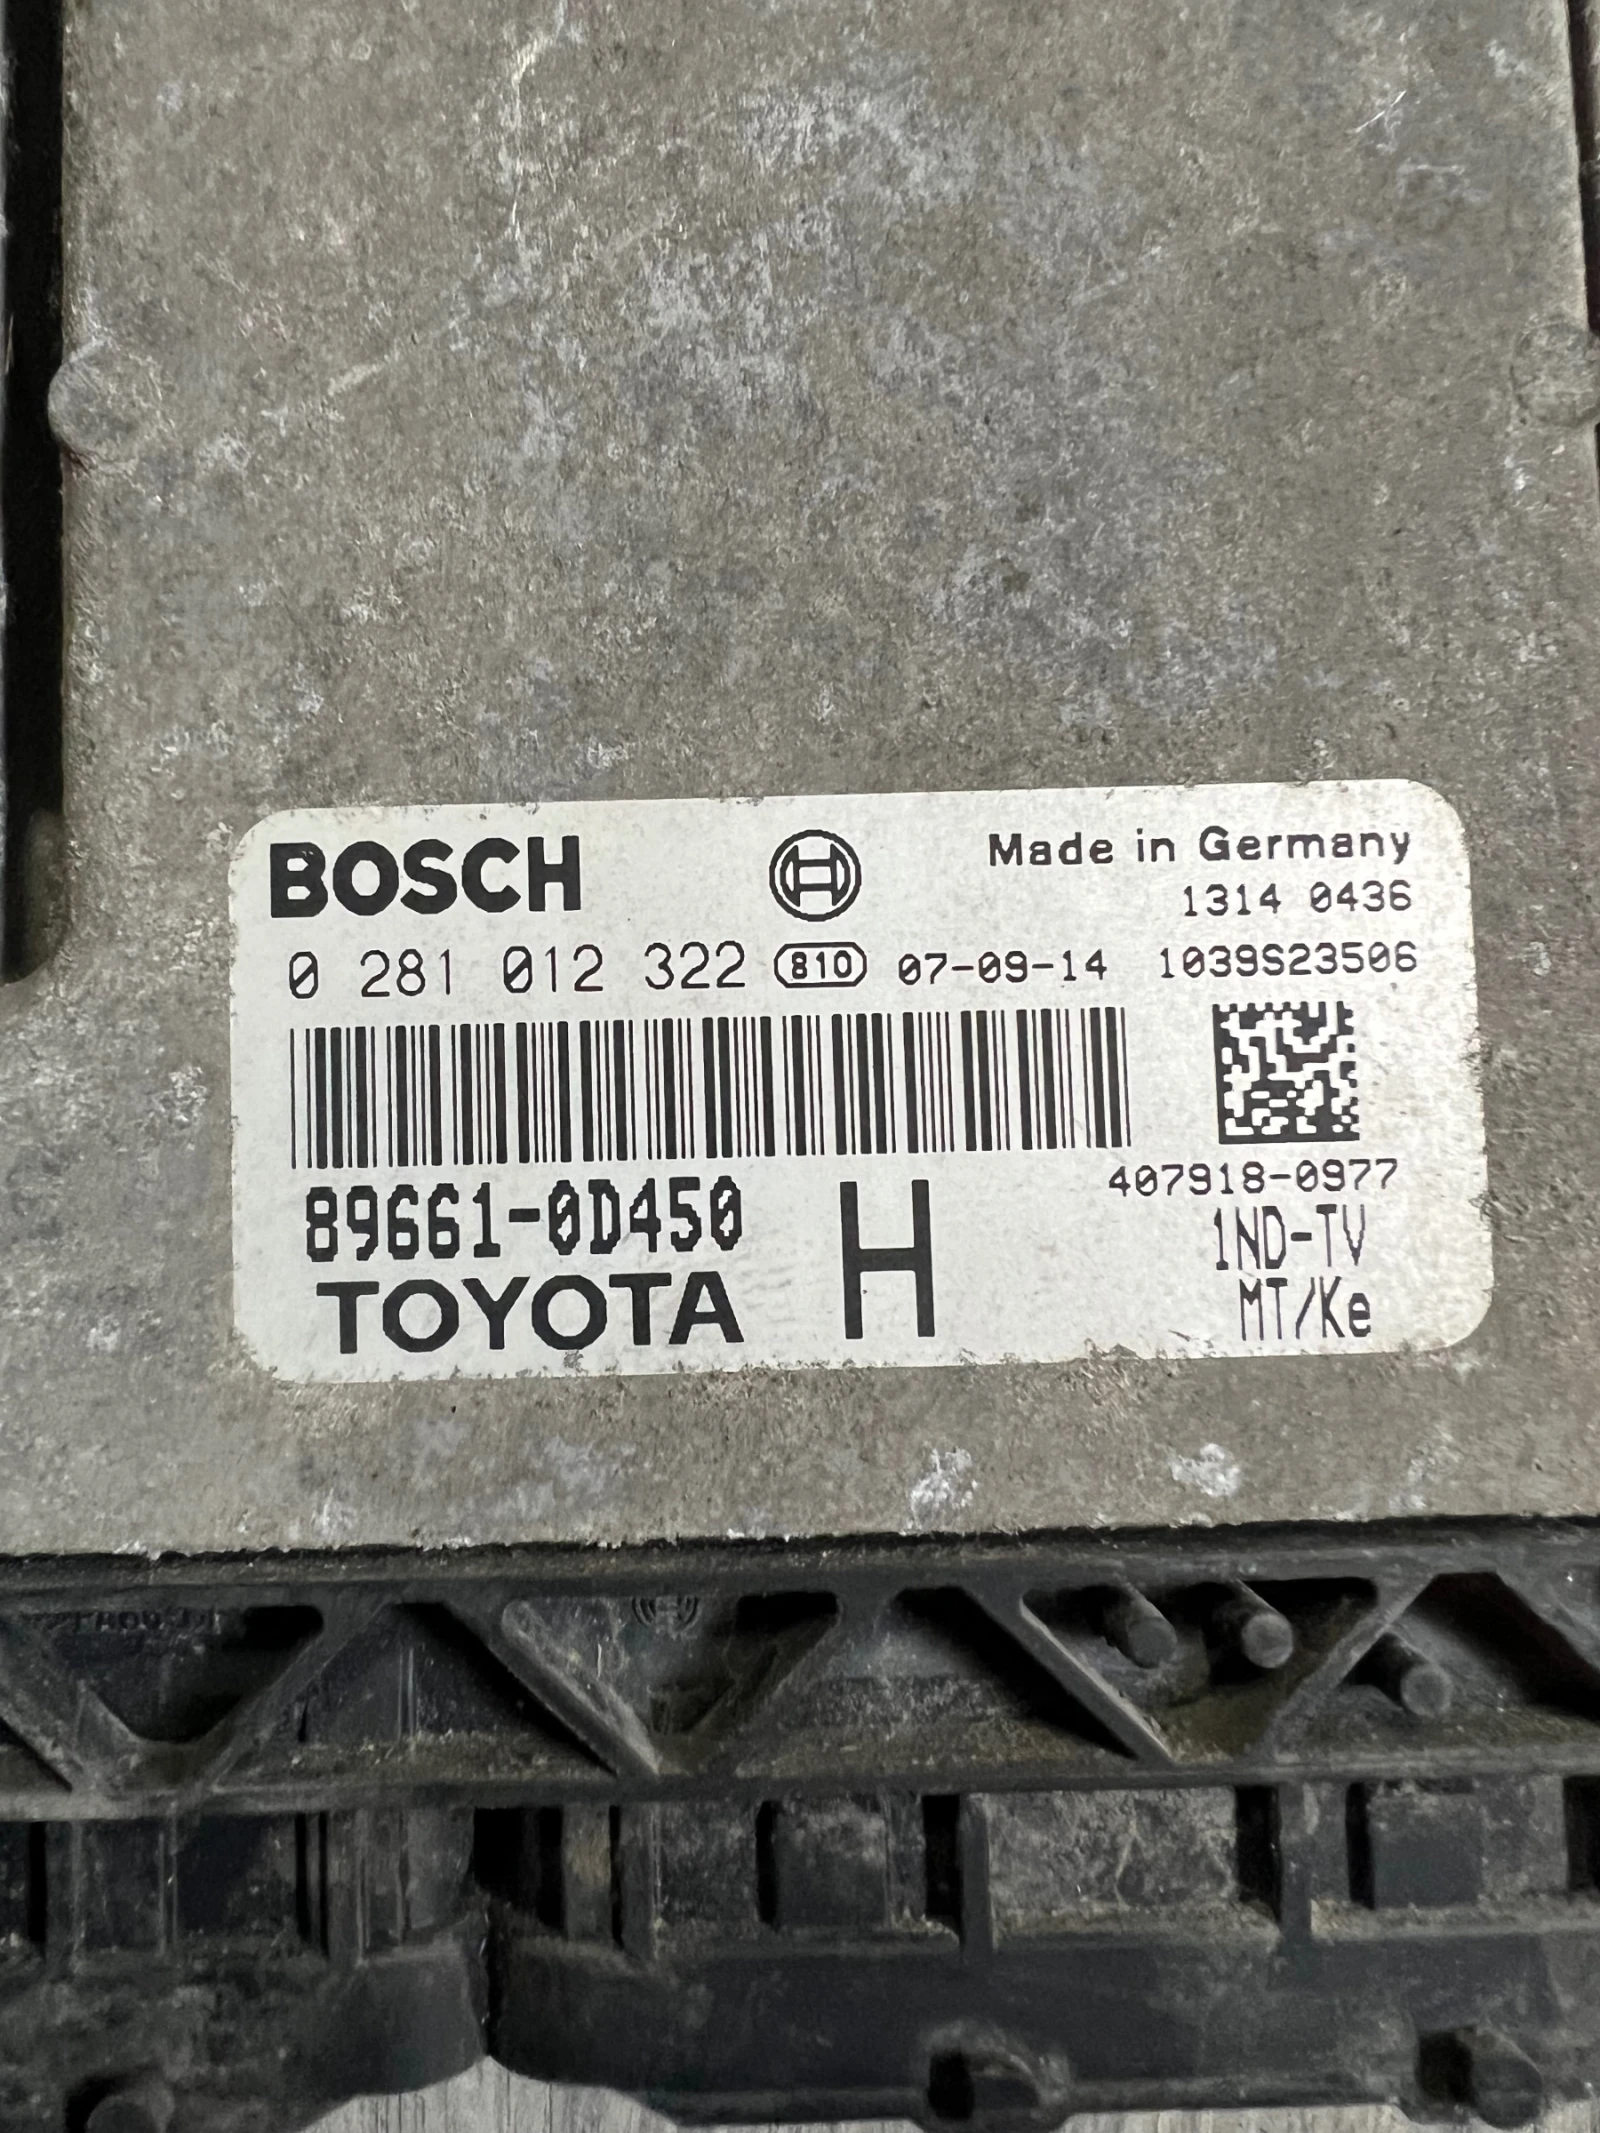 BOSCH
Made in Germany
1314 0436
0 281 012 322 810 07-09-14 1039S23506
407918-0977
89661-0D450 H 1ND-TV
TOYOTA MT/Ke